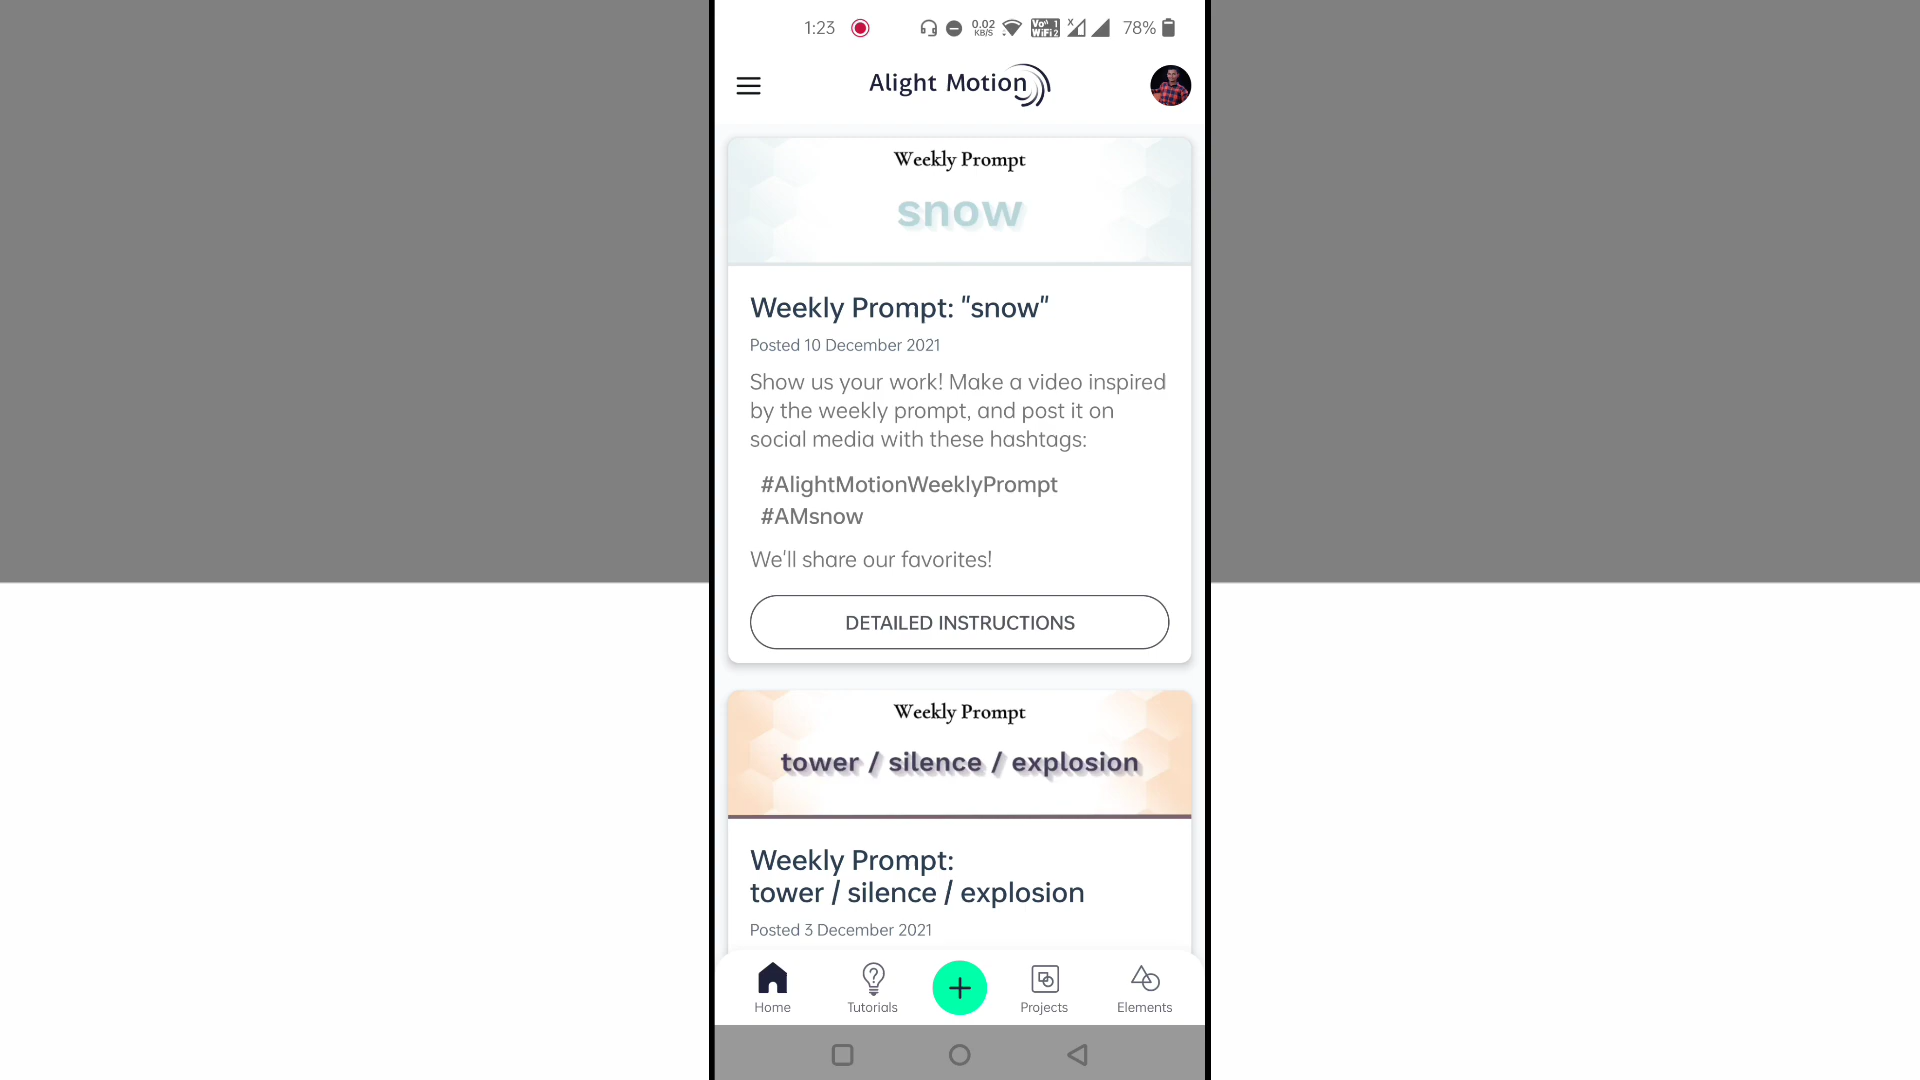 1:23
0.02
KB/S
Vo 1
WiFi2
x
78%
Alight Motion
Weekly Prompt
snow
Weekly Prompt: "snow"
Posted 10 December 2021
Show us your work! Make a video inspired
by the weekly prompt, and post it on
social media with these hashtags:
#AlightMotionWeeklyPrompt
#AMsnow
We'll share our favorites!
DETAILED INSTRUCTIONS
Weekly Prompt
tower / silence / explosion
Weekly Prompt:
tower / silence / explosion
Posted 3 December 2021
Home
Tutorials
Projects
Elements